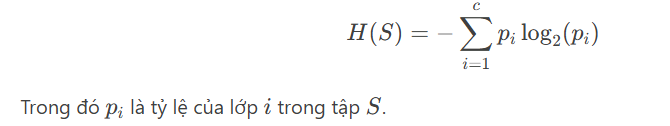 H(S) = −∑_{i=1}^{c} p_i log_2(p_i)
Trong đó p_i là tỷ lệ của lớp i trong tập S.